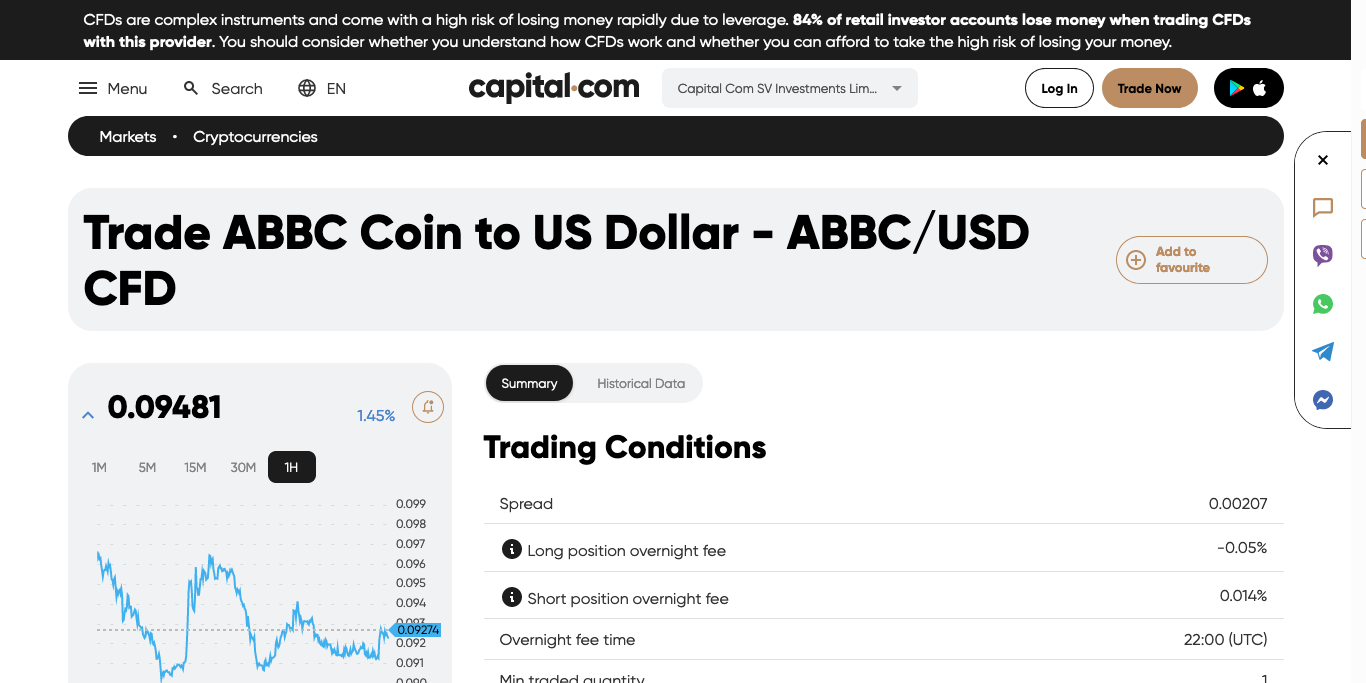 CFDs are complex instruments and come with a high risk of losing money rapidly due to leverage. 84% of retail investor accounts lose money when trading CFDs
with this provider. You should consider whether you understand how CFDs work and whether you can afford to take the high risk of losing your money.
Menu Search EN capital.com Capital Com SV Investments Lim... Log In Trade Now
Markets • Cryptocurrencies
Trade ABBC Coin to US Dollar - ABBC/USD
CFD
Add to
favourite
0.09481 1.45%
1M 5M 15M 30M 1H
0.099
0.098
0.097
0.096
0.095
0.094
0.093
0.09274
0.092
0.091
0.090
Summary Historical Data
Trading Conditions
Spread 0.00207
Long position overnight fee -0.05%
Short position overnight fee 0.014%
Overnight fee time 22:00 (UTC)
Min traded quantity 1